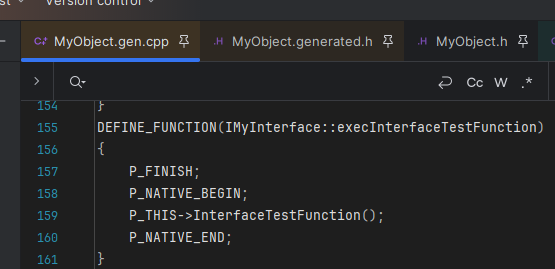 st Version control
C++ MyObject.gen.cpp .H MyObject.generated.h .H MyObject.h
Cc W .*
154 }
155 DEFINE_FUNCTION(IMyInterface::execInterfaceTestFunction)
156 {
157 P_FINISH;
158 P_NATIVE_BEGIN;
159 P_THIS->InterfaceTestFunction();
160 P_NATIVE_END;
161 }